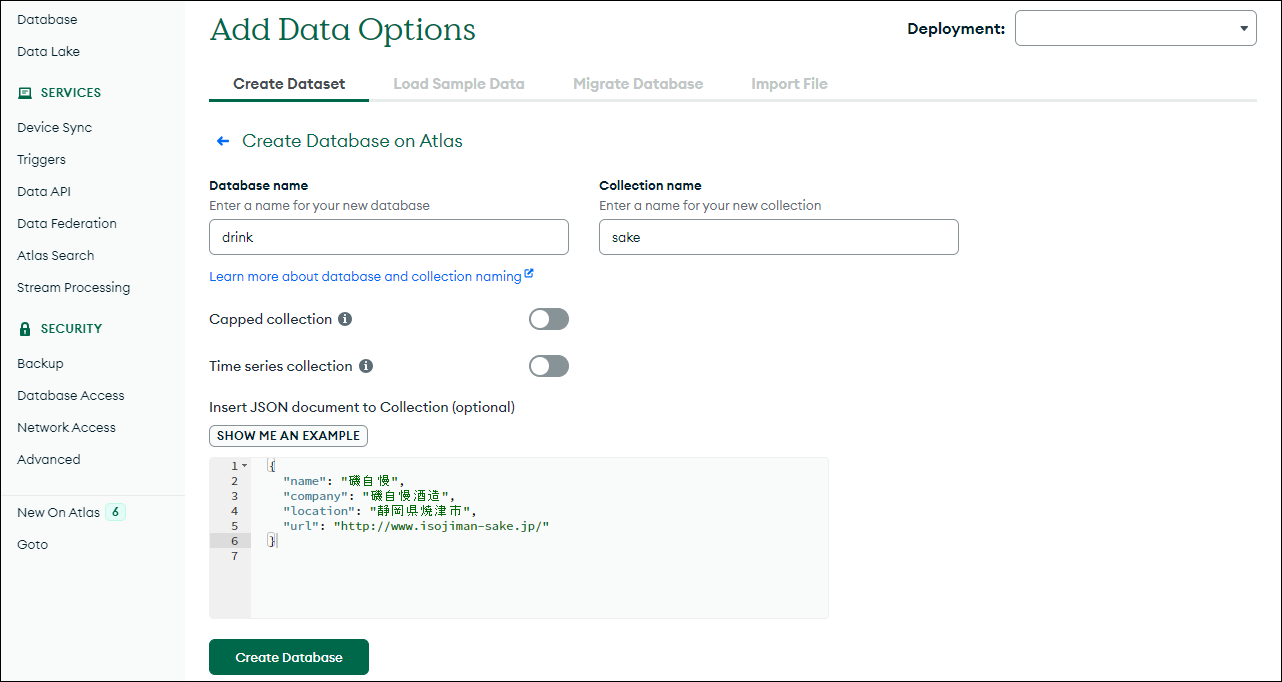 Database
Data Lake
SERVICES
Device Sync
Triggers
Data API
Data Federation
Atlas Search
Stream Processing
SECURITY
Backup
Database Access
Network Access
Advanced
New On Atlas 6
Goto
Add Data Options
Deployment:
Create Dataset Load Sample Data Migrate Database Import File
← Create Database on Atlas
Database name
Enter a name for your new database
drink
Collection name
Enter a name for your new collection
sake
Learn more about database and collection naming
Capped collection
Time series collection
Insert JSON document to Collection (optional)
SHOW ME AN EXAMPLE
1 {
2 "name": "磯自慢",
3 "company": "磯自慢酒造",
4 "location": "静岡県焼津市",
5 "url": "http://www.isojiman-sake.jp/"
6 }
7
Create Database